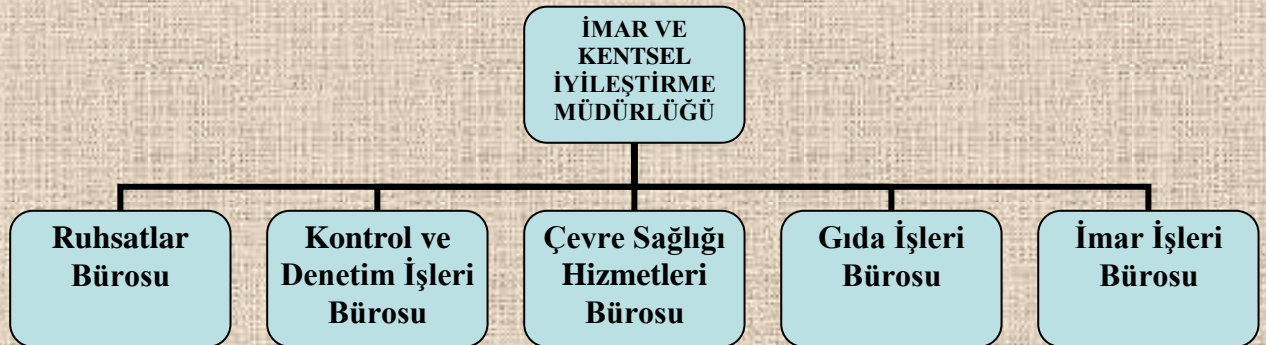 İMAR VE
KENTSEL
İYİLEŞTİRME
MÜDÜRLÜĞÜ
Ruhsatlar
Bürosu
Kontrol ve
Denetim İşleri
Bürosu
Çevre Sağlığı
Hizmetleri
Bürosu
Gıda İşleri
Bürosu
İmar İşleri
Bürosu